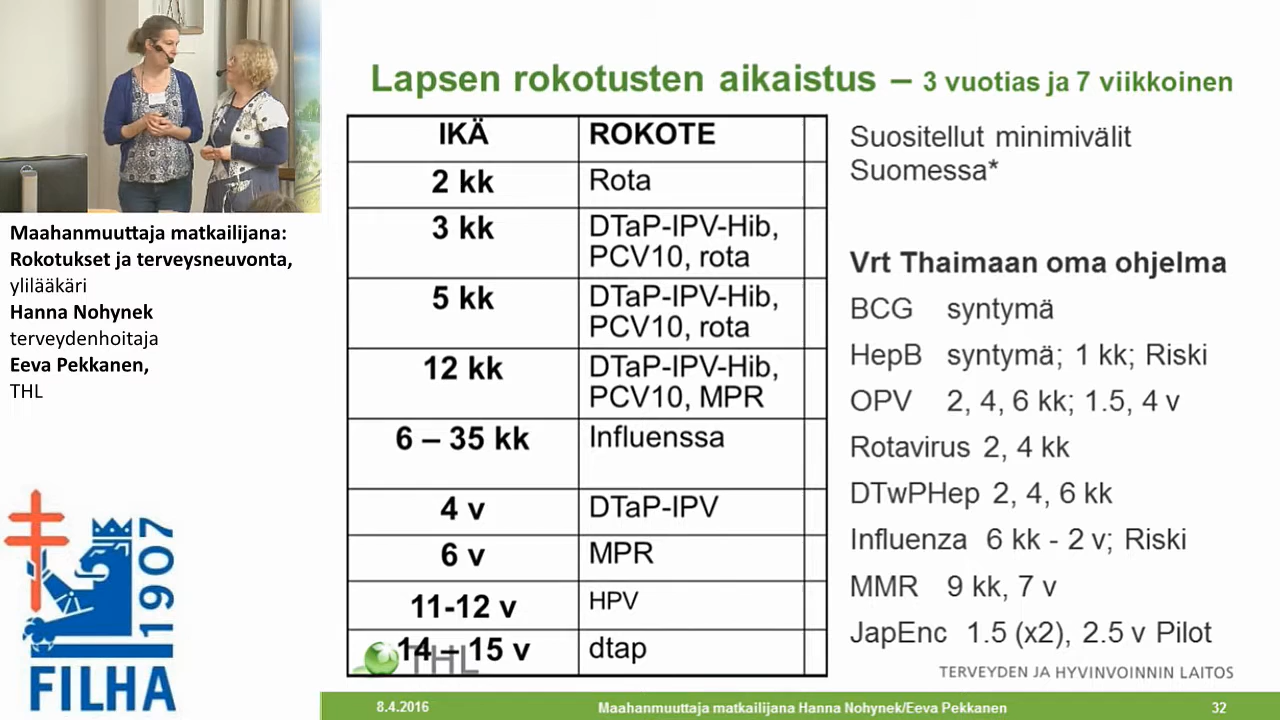 Lapsen rokotusten aikaistus – 3 vuotias ja 7 viikkoinen
IKÄ ROKOTE
2 kk Rota
3 kk DTaP-IPV-Hib,
PCV10, rota
5 kk DTaP-IPV-Hib,
PCV10, rota
12 kk DTaP-IPV-Hib,
PCV10, MPR
6 – 35 kk Influenssa
4 v DTaP-IPV
6 v MPR
11-12 v HPV
14 – 15 v dtap
THL
Suositellut minimivälit
Suomessa*
Vrt Thaimaan oma ohjelma
BCG syntymä
HepB syntymä; 1 kk; Riski
OPV 2, 4, 6 kk; 1.5, 4 v
Rotavirus 2, 4 kk
DTwPHep 2, 4, 6 kk
Influenza 6 kk - 2 v; Riski
MMR 9 kk, 7 v
JapEnc 1.5 (x2), 2.5 v Pilot
TERVEYDEN JA HYVINVOINNIN LAITOS
8.4.2016 Maahanmuuttaja matkailijana Hanna Nohynek/Eeva Pekkanen 32
Maahanmuuttaja matkailijana:
Rokotukset ja terveysneuvonta,
ylilääkäri
Hanna Nohynek
terveydenhoitaja
Eeva Pekkanen,
THL
1907
FILHA